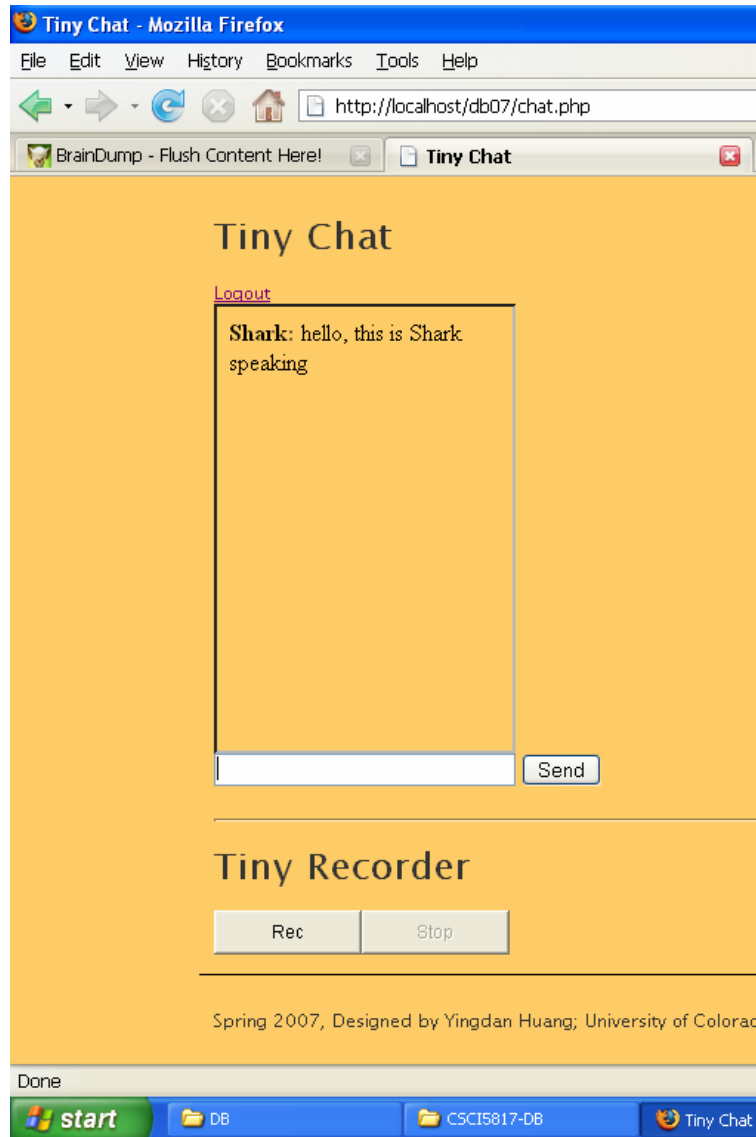 Tiny Chat - Mozilla Firefox
File Edit View History Bookmarks Tools Help
http://localhost/db07/chat.php
BrainDump - Flush Content Here! Tiny Chat
Tiny Chat
Logout
Shark: hello, this is Shark
speaking
Send
Tiny Recorder
Rec Stop
Spring 2007, Designed by Yingdan Huang; University of Colorad
Done
start DB CSCI5817-DB Tiny Chat